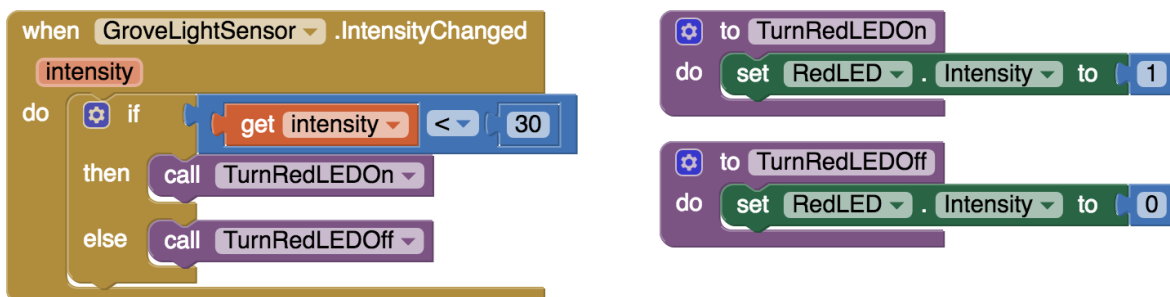 when GroveLightSensor .IntensityChanged
intensity
do if get intensity < 30
then call TurnRedLEDOn
else call TurnRedLEDOff
to TurnRedLEDOn
do set RedLED . Intensity to 1
to TurnRedLEDOff
do set RedLED . Intensity to 0